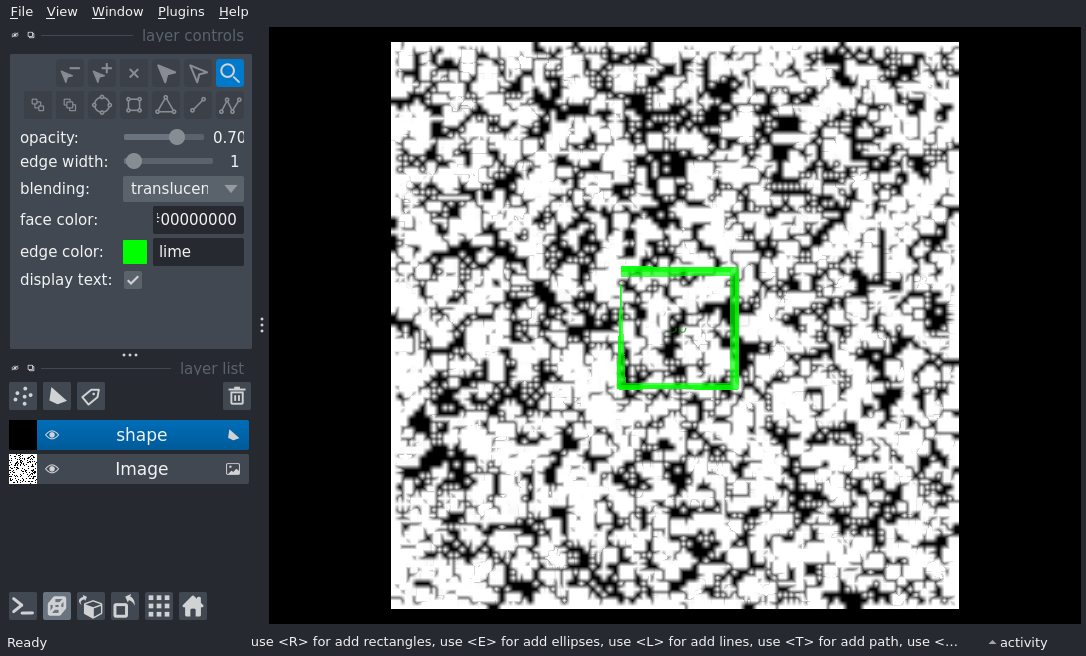 File View Window Plugins Help
layer controls
opacity: 0.70
edge width: 1
blending: translucen
face color: 00000000
edge color: lime
display text:
layer list
shape
Image
Ready use <R> for add rectangles, use <E> for add ellipses, use <L> for add lines, use <T> for add path, use <... activity